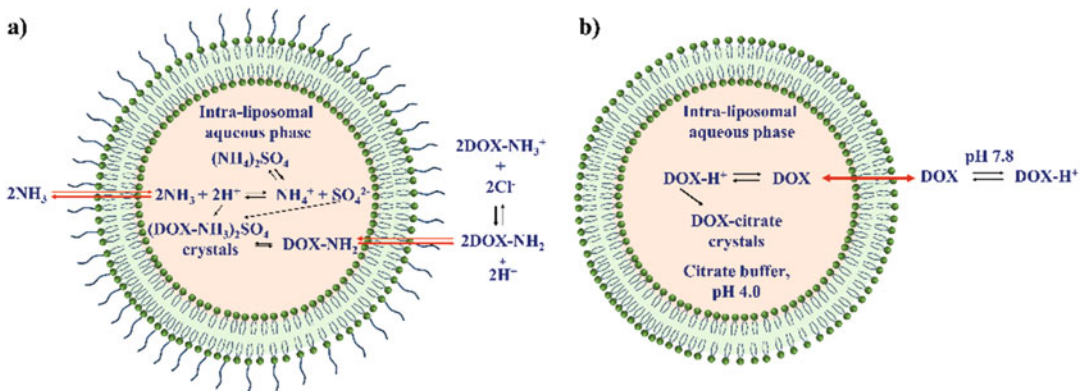 a)
Intra-liposomal
aqueous phase
(NH₄)₂SO₄
2NH₃
2NH₃ + 2H⁺
NH₄⁺ + SO₄²⁻
(DOX-NH₃)₂SO₄
crystals
DOX-NH₂
2DOX-NH₃⁺
+
2Cl⁻
2DOX-NH₂
+
2H⁺
b)
Intra-liposomal
aqueous phase
DOX-H⁺
DOX
DOX-citrate
crystals
Citrate buffer,
pH 4.0
pH 7.8
DOX
DOX-H⁺